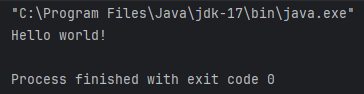 "C:\Program Files\Java\jdk-17\bin\java.exe"
Hello world!
Process finished with exit code 0